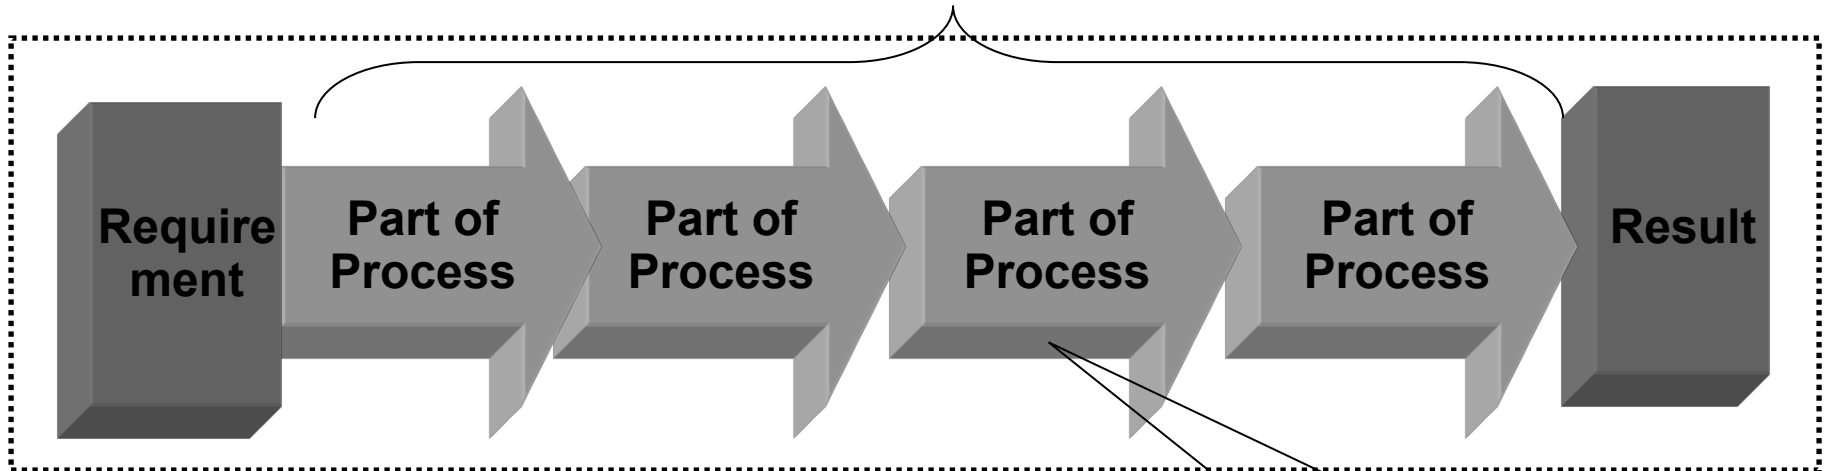 Require
ment
Part of
Process
Part of
Process
Part of
Process
Part of
Process
Result